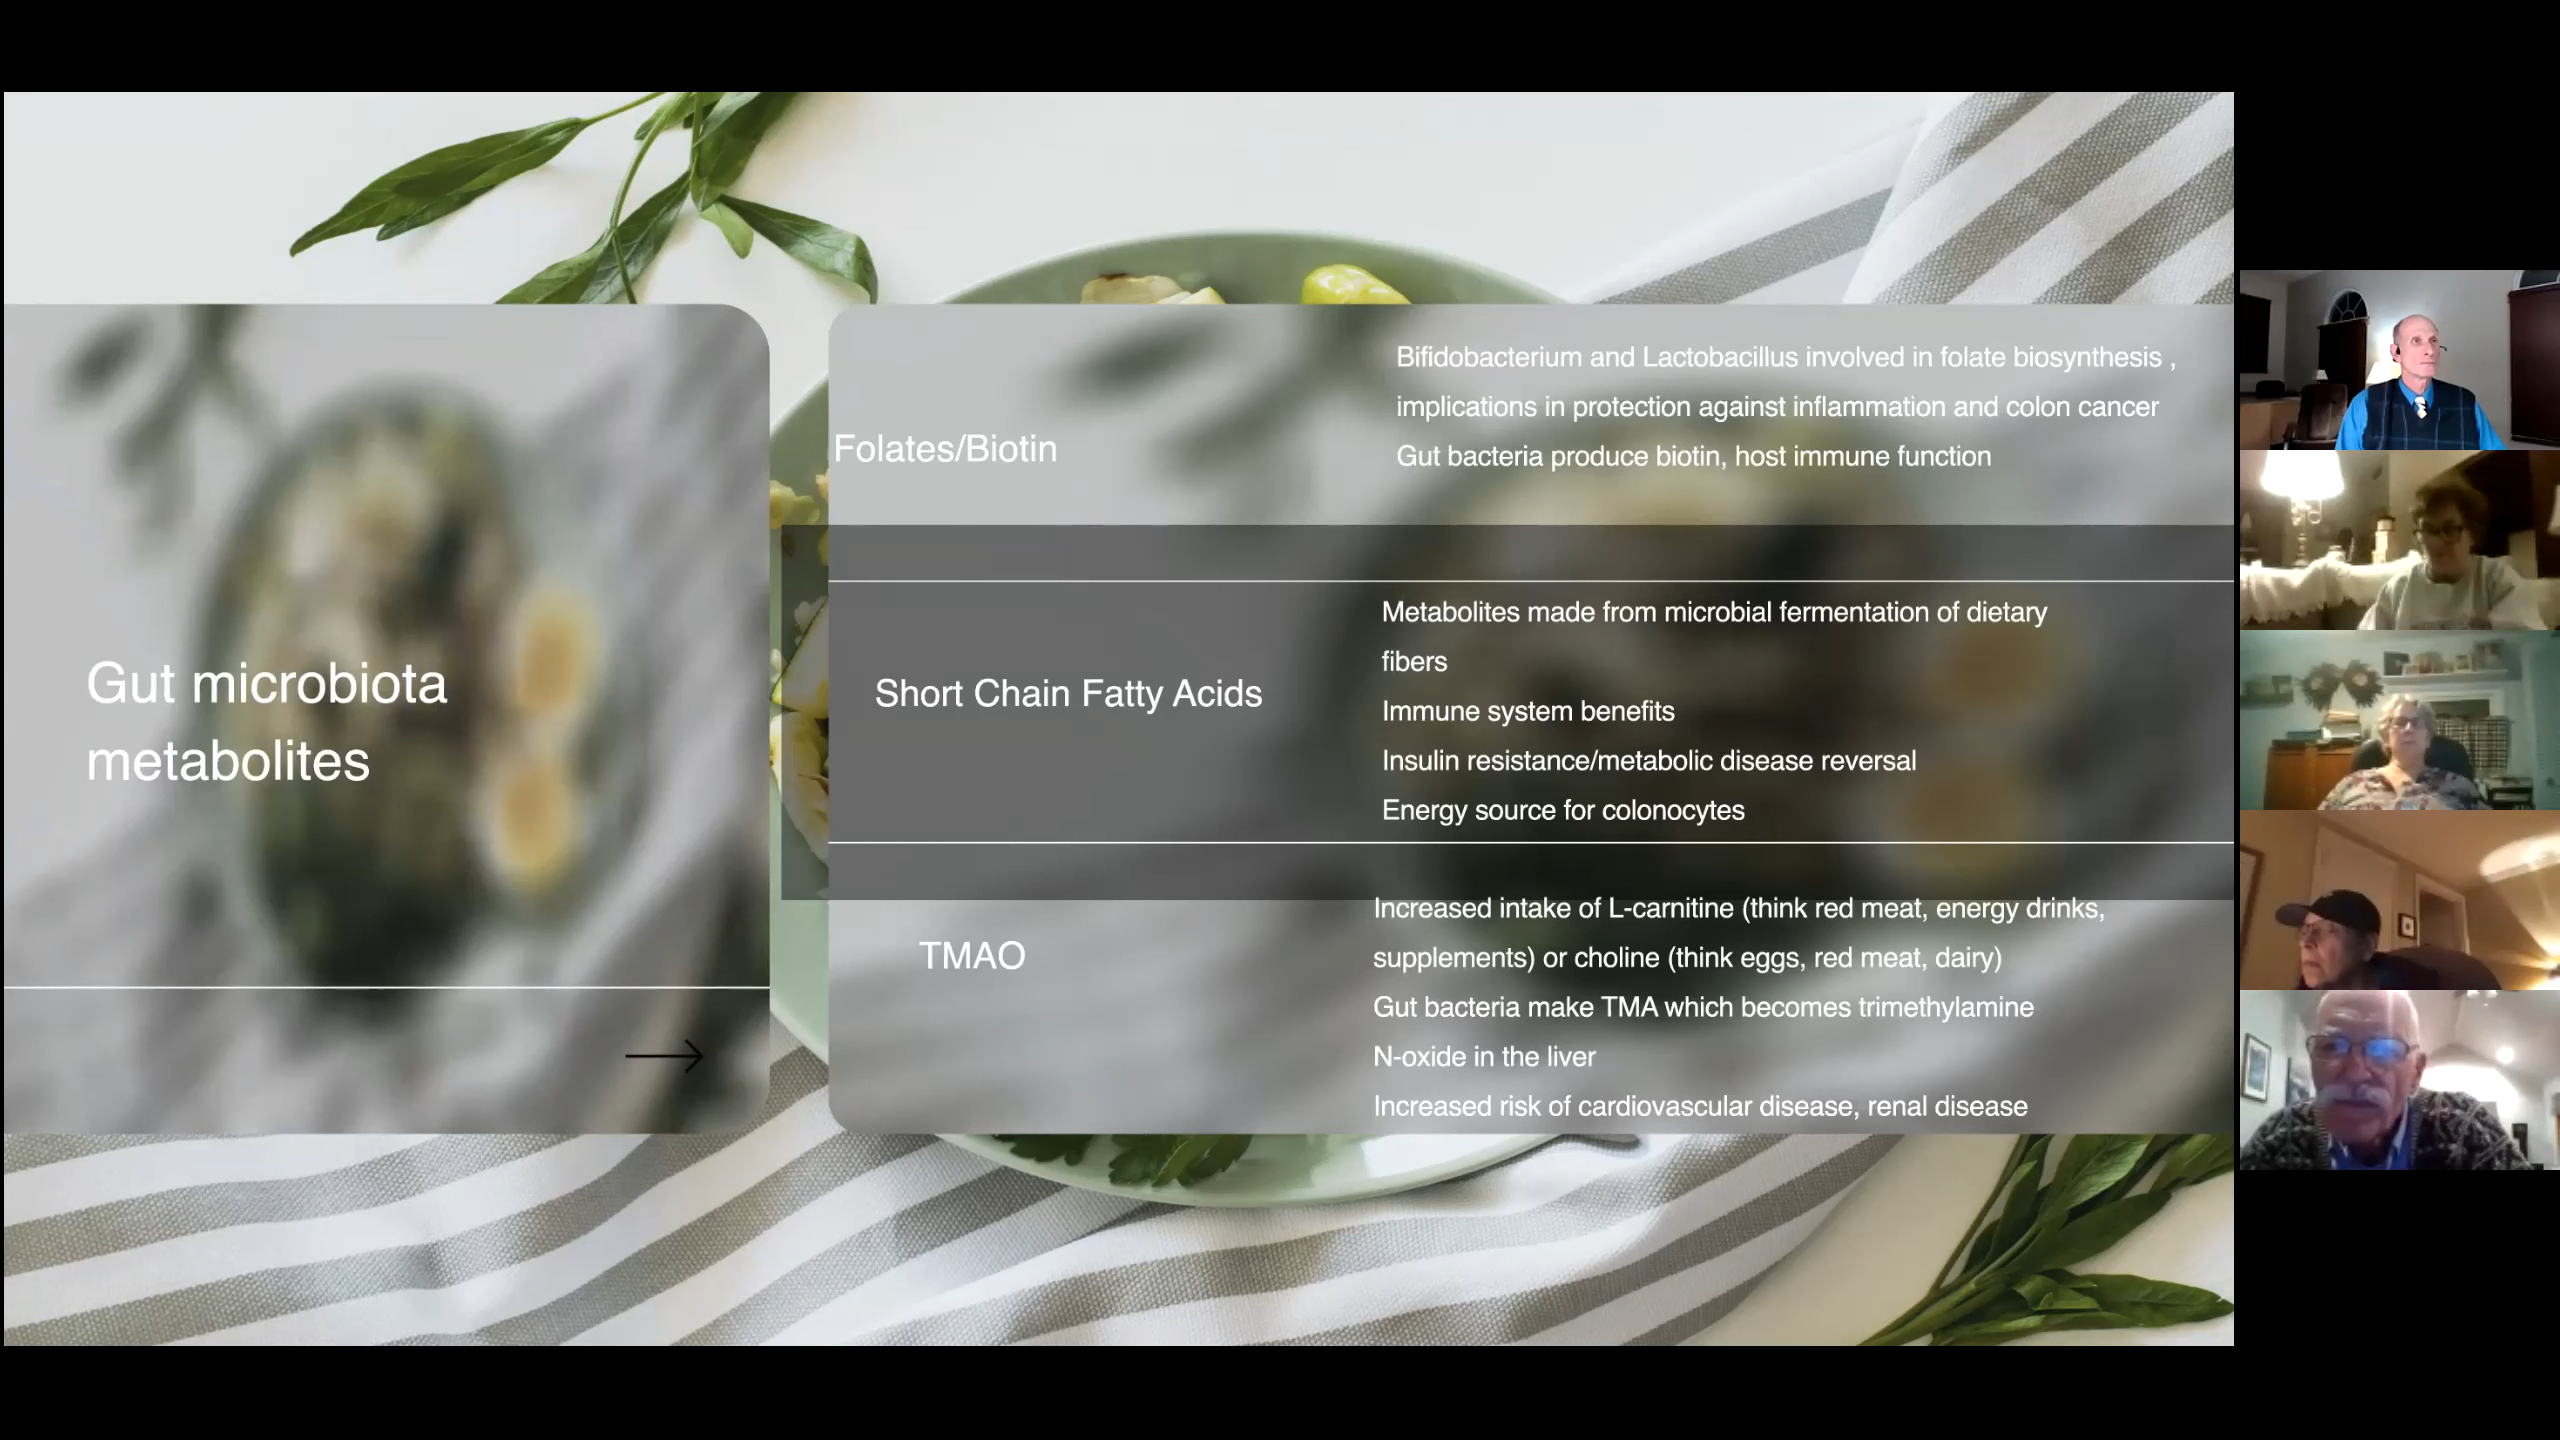 Gut microbiota
metabolites
Folates/Biotin
Bifidobacterium and Lactobacillus involved in folate biosynthesis ,
implications in protection against inflammation and colon cancer
Gut bacteria produce biotin, host immune function
Short Chain Fatty Acids
Metabolites made from microbial fermentation of dietary
fibers
Immune system benefits
Insulin resistance/metabolic disease reversal
Energy source for colonocytes
TMAO
Increased intake of L-carnitine (think red meat, energy drinks,
supplements) or choline (think eggs, red meat, dairy)
Gut bacteria make TMA which becomes trimethylamine
N-oxide in the liver
Increased risk of cardiovascular disease, renal disease